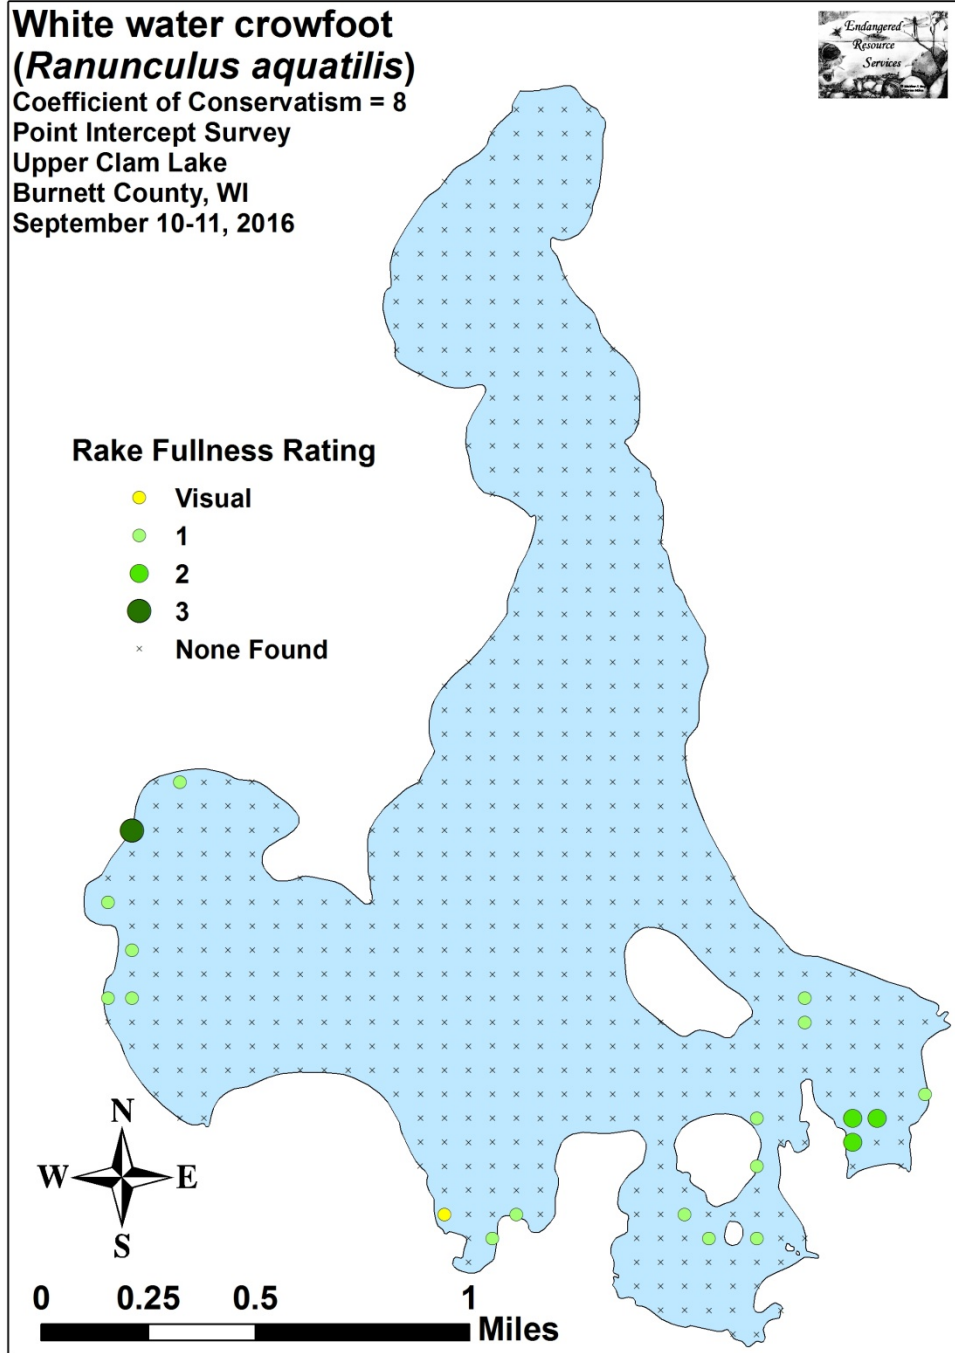 White water crowfoot
(Ranunculus aquatilis)
Coefficient of Conservatism = 8
Point Intercept Survey
Upper Clam Lake
Burnett County, WI
September 10-11, 2016
Endangered
Resource
Services
Rake Fullness Rating
Visual
1
2
3
None Found
N
W E
S
0 0.25 0.5 1
Miles